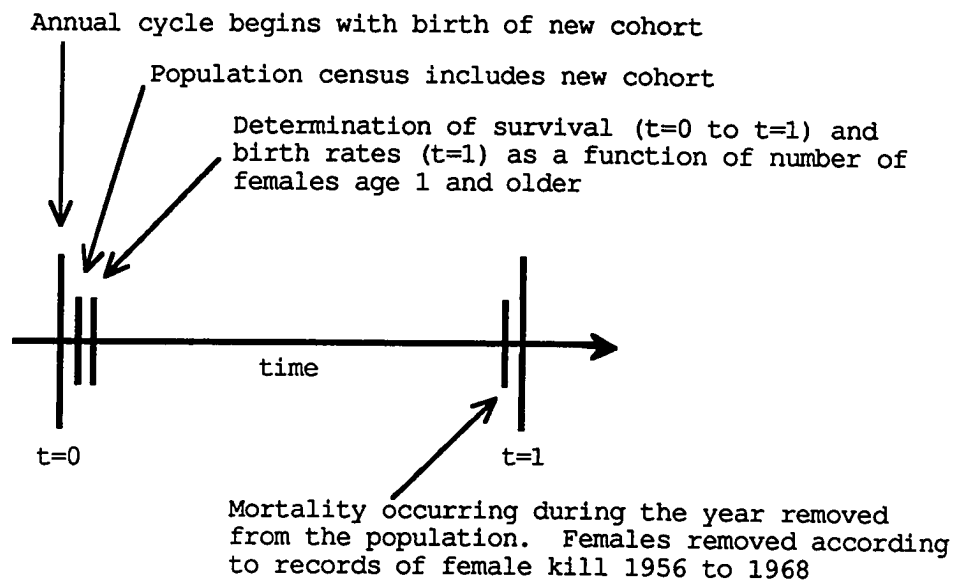 Annual cycle begins with birth of new cohort
Population census includes new cohort
Determination of survival (t=0 to t=1) and
birth rates (t=1) as a function of number of
females age 1 and older
time
t=0
t=1
Mortality occurring during the year removed
from the population.  Females removed according
to records of female kill 1956 to 1968